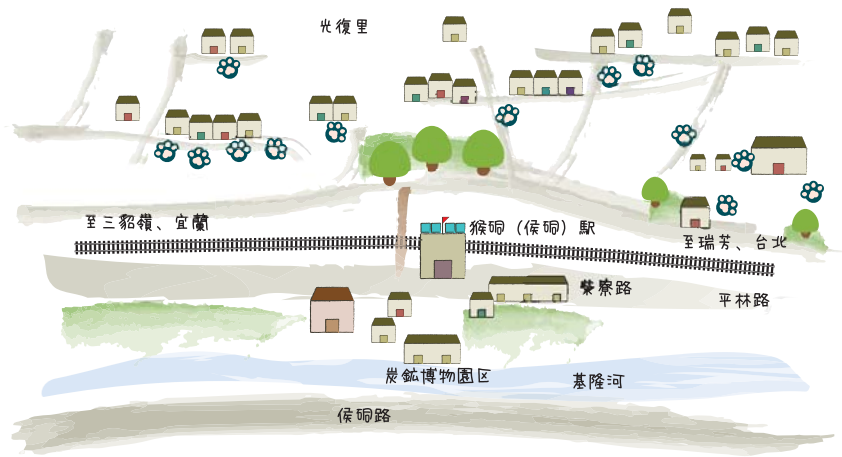 光復里
至三貂嶺、宜蘭
猴硐（侯硐）駅
至瑞芳、台北
柴寮路
平林路
炭鉱博物園区
基隆河
侯硐路